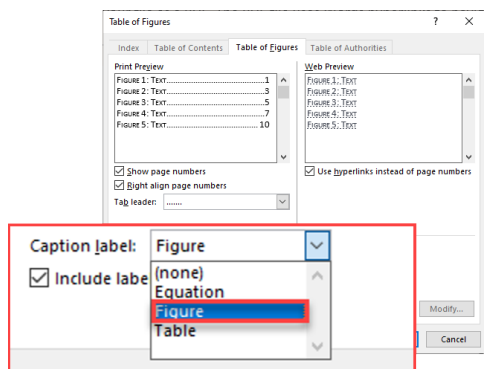 Table of Figures ? ×
Index Table of Contents Table of Figures Table of Authorities
Print Preview
FIGURE 1: TEXT.....................................1
FIGURE 2: TEXT.....................................3
FIGURE 3: TEXT.....................................5
FIGURE 4: TEXT.....................................7
FIGURE 5: TEXT...................................10
Web Preview
FIGURE 1: TEXT
FIGURE 2: TEXT
FIGURE 3: TEXT
FIGURE 4: TEXT
FIGURE 5: TEXT
Show page numbers
Right align page numbers
Tab leader: .......
Use hyperlinks instead of page numbers
Caption label: Figure
Include labe
(none)
Equation
Figure
Table
Modify...
Cancel